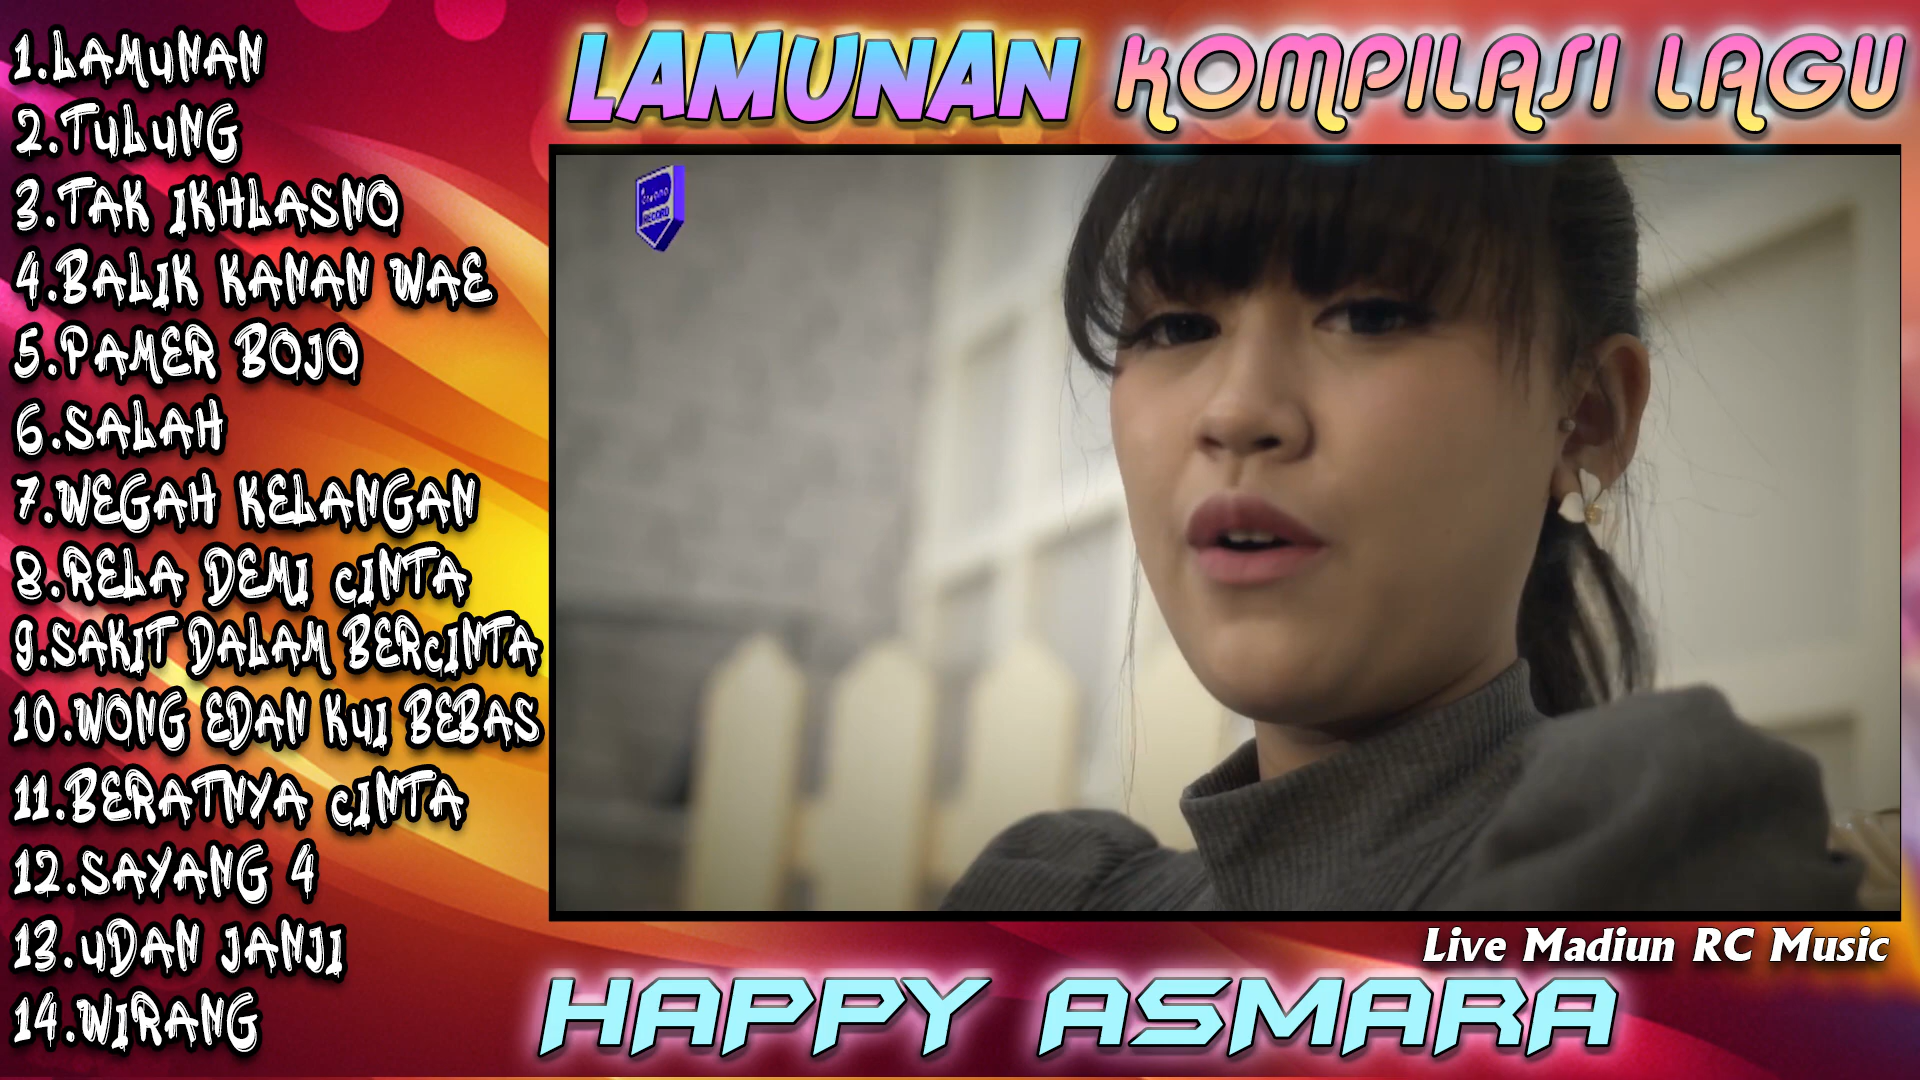 LAMUNAN KOMPILASI LAGU
1.LAMUNAN
2.TULUNG
3.TAK IKHLASNO
4.BALIK KANAN WAE
5.PAMER BOJO
6.SALAH
7.WEGAH KELANGAN
8.RELA DEMI CINTA
9.SAKIT DALAM BERCINTA
10.WONG EDAN KUI BEBAS
11.BERATNYA CINTA
12.SAYANG 4
13.UDAN JANJI
14.WIRANG
RECORD
Live Madiun RC Music
HAPPY ASMARA